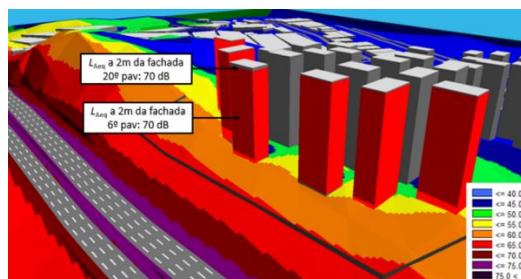 LAeq a 2m da fachada
20º pav: 70 dB
LAeq a 2m da fachada
6º pav: 70 dB
<= 40.0
<= 45.0
<= 50.0
<= 55.0
<= 60.0
<= 65.0
<= 70.0
<= 75.0
75.0 <